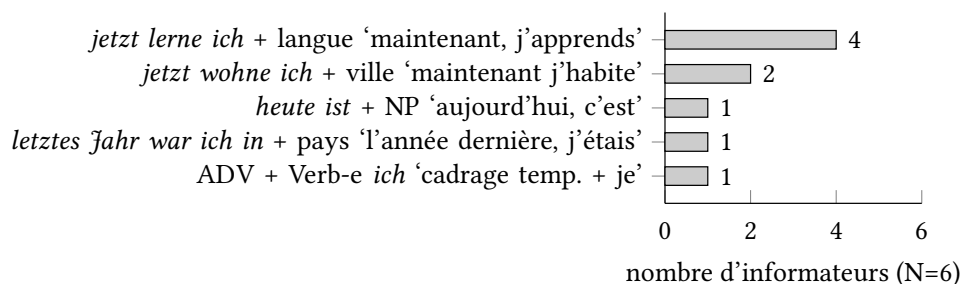 jetzt lerne ich + langue ‘maintenant, j’apprends’ 4
jetzt wohne ich + ville ‘maintenant j’habite’ 2
heute ist + NP ‘aujourd’hui, c’est’ 1
letztes Jahr war ich in + pays ‘l’année dernière, j’étais’ 1
ADV + Verb-e ich ‘cadrage temp. + je’ 1
0 2 4 6
nombre d’informateurs (N=6)